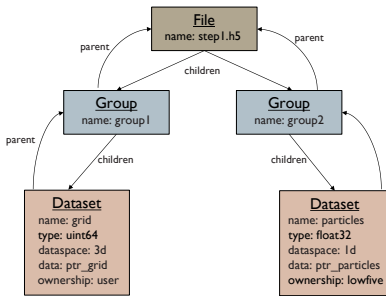 File
name: step1.h5
parent
parent
children
Group
name: group1
Group
name: group2
parent
children
children
Dataset
name: grid
type: uint64
dataspace: 3d
data: ptr_grid
ownership: user
Dataset
name: particles
type: float32
dataspace: 1d
data: ptr_particles
ownership: lowfive